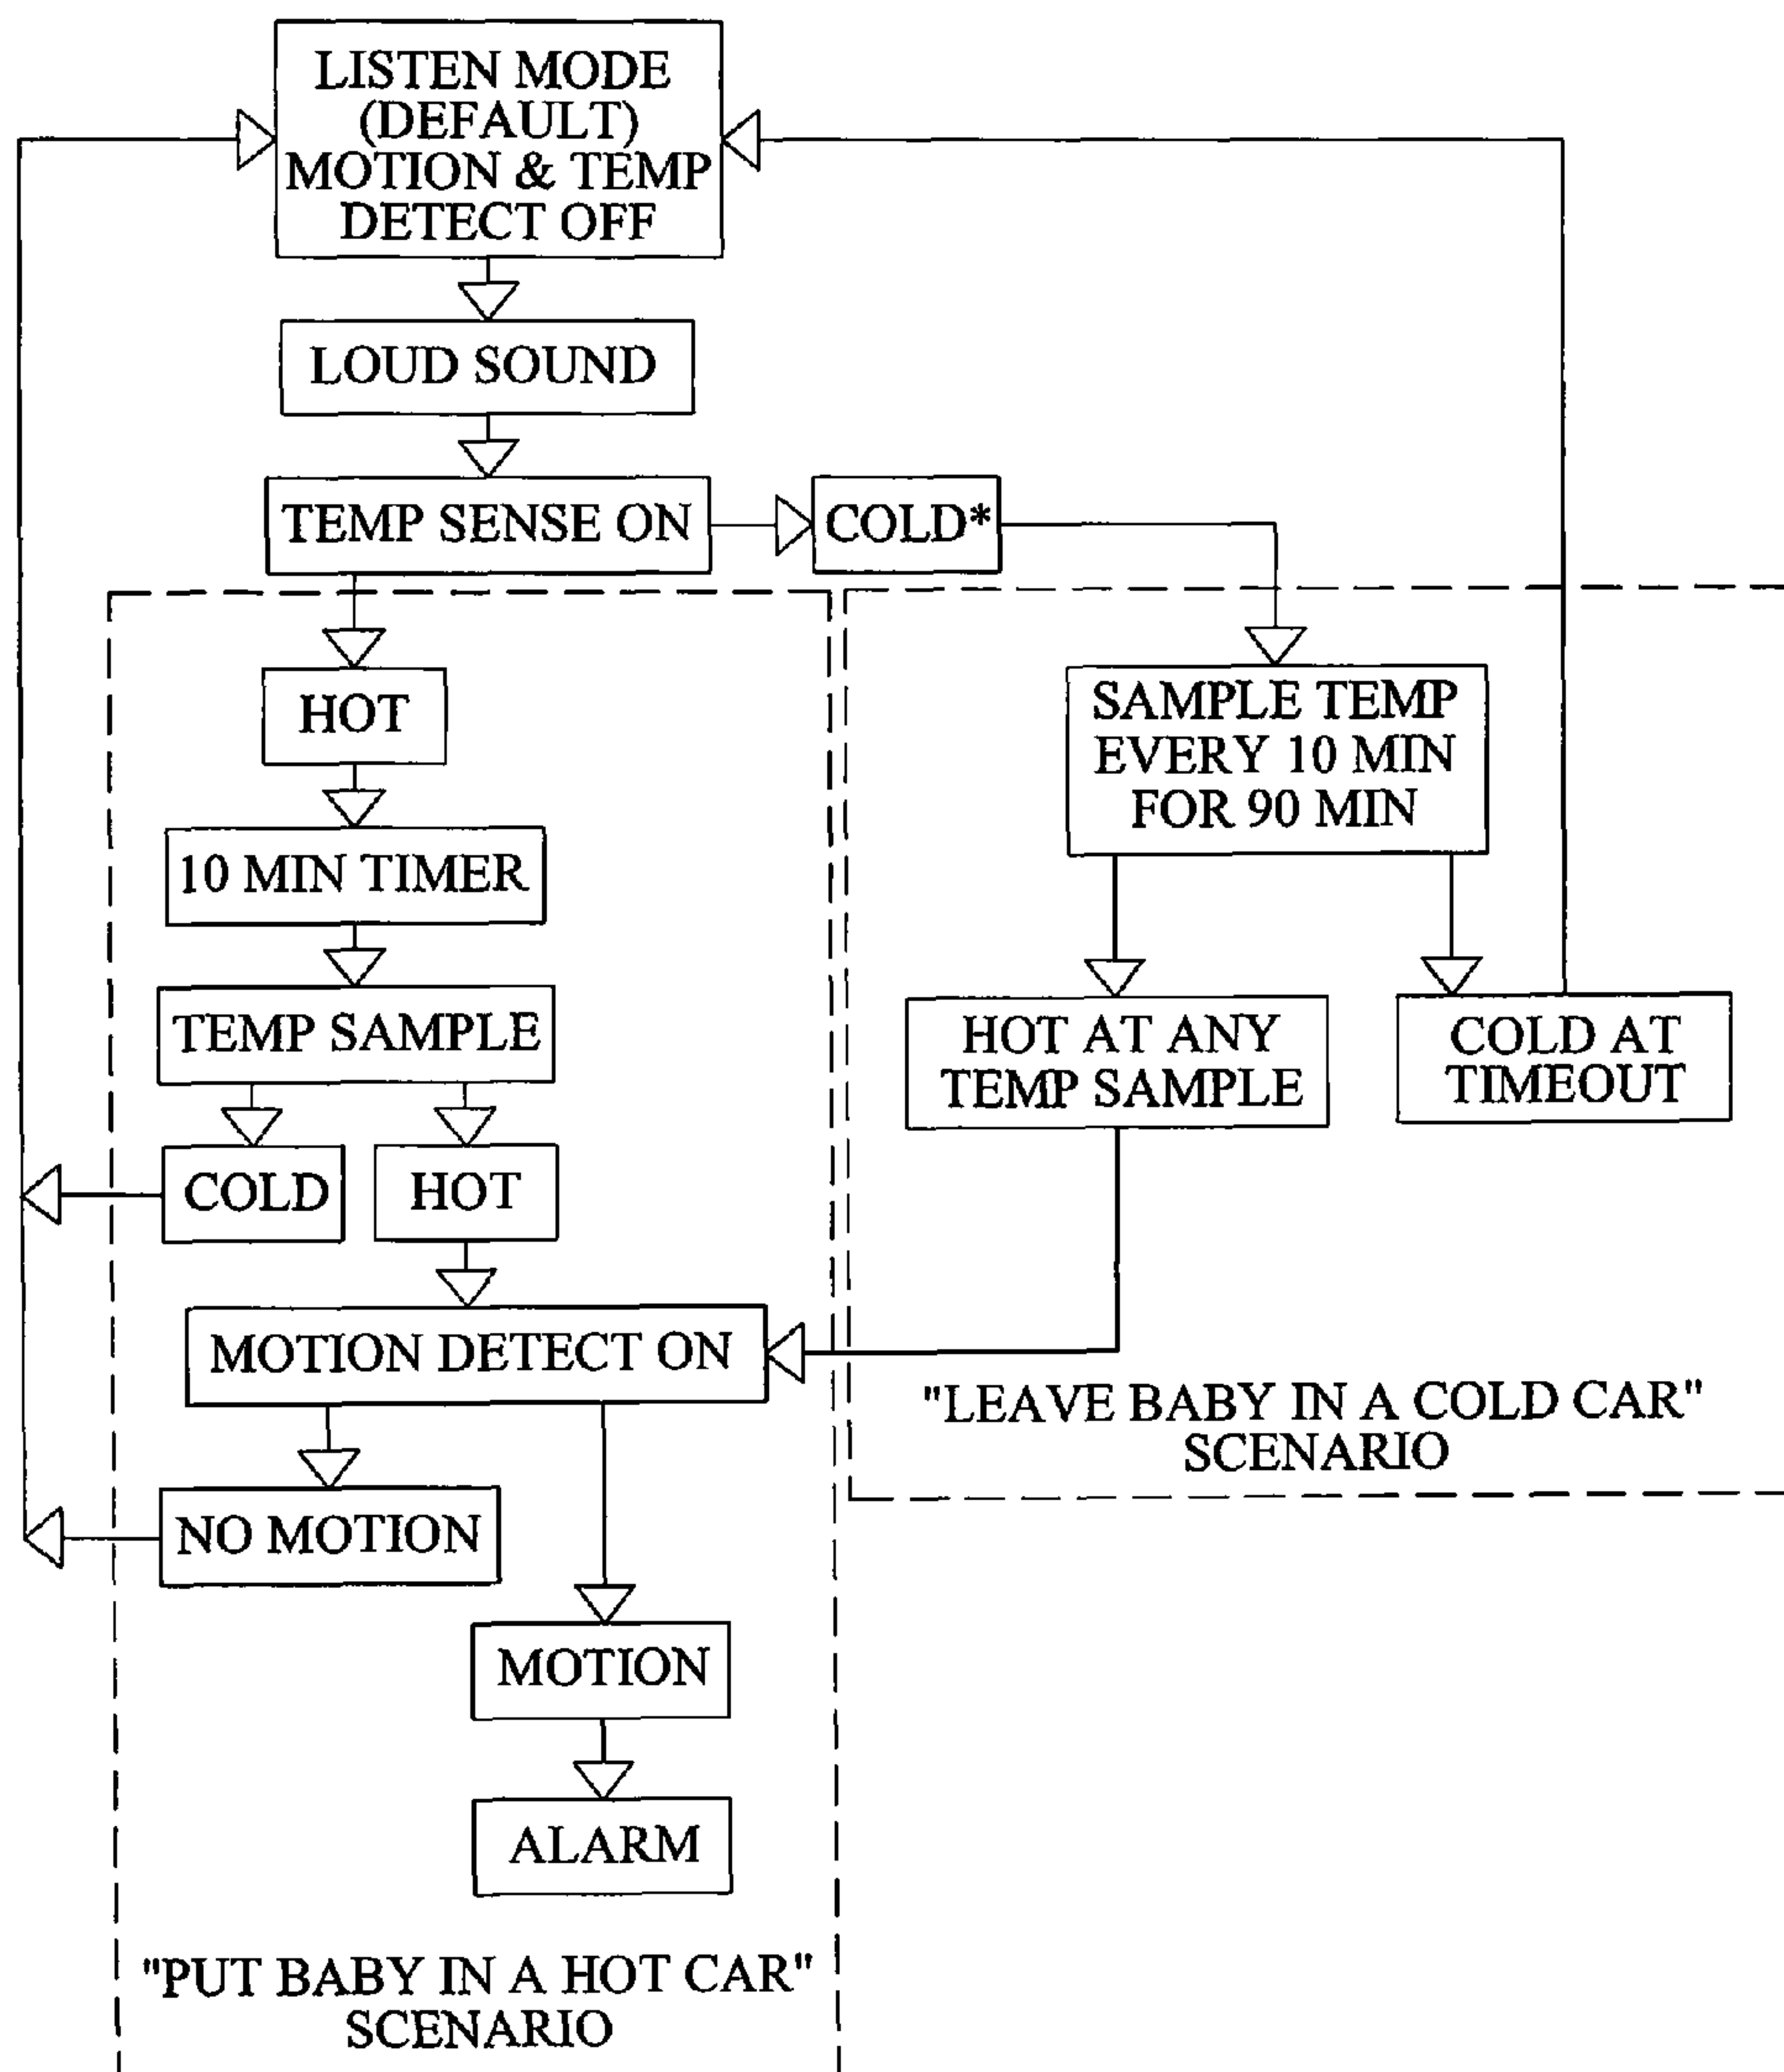 LISTEN MODE
(DEFAULT)
MOTION & TEMP
DETECT OFF
LOUD SOUND
TEMP SENSE ON
COLD*
HOT
10 MIN TIMER
TEMP SAMPLE
COLD
HOT
MOTION DETECT ON
NO MOTION
MOTION
ALARM
"PUT BABY IN A HOT CAR"
SCENARIO
SAMPLE TEMP
EVERY 10 MIN
FOR 90 MIN
HOT AT ANY
TEMP SAMPLE
COLD AT
TIMEOUT
"LEAVE BABY IN A COLD CAR"
SCENARIO